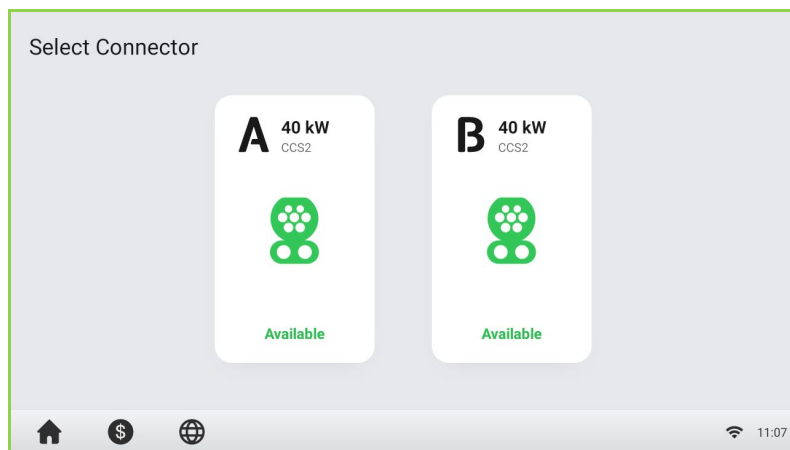 Select Connector
A
40 kW
CCS2
Available
B
40 kW
CCS2
Available
$
11:07